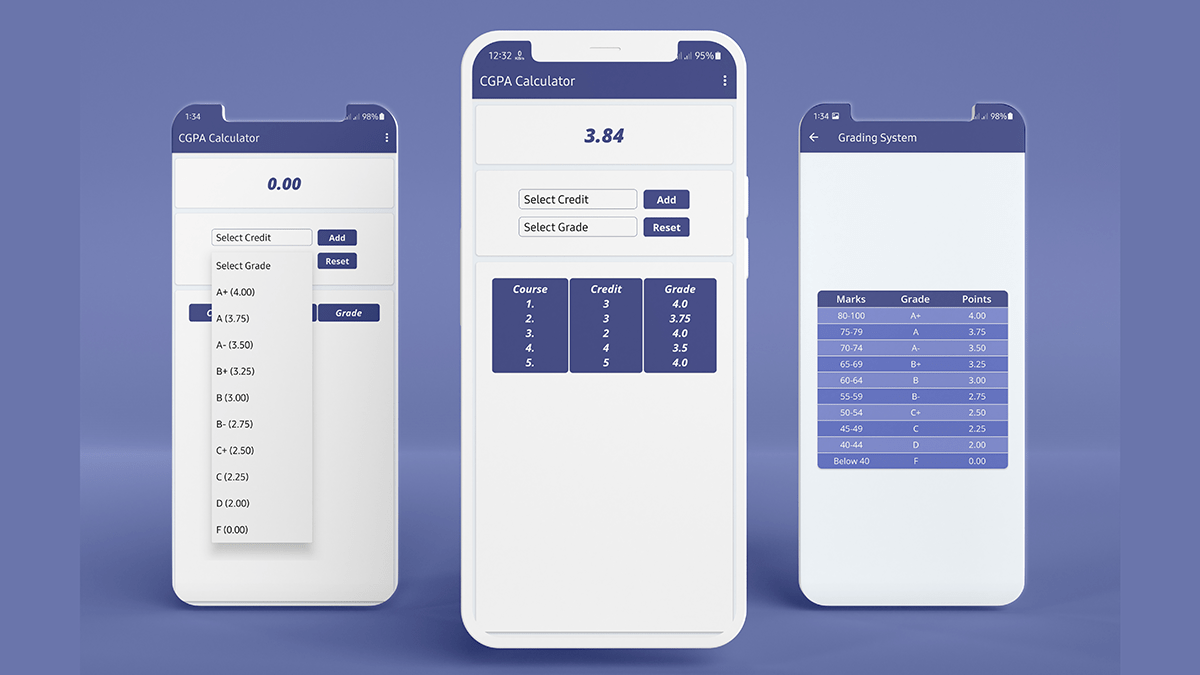 1:34
98%
CGPA Calculator
0.00
Select Credit
Add
Select Grade
Reset
A+ (4.00)
A (3.75)
Grade
A- (3.50)
B+ (3.25)
B (3.00)
B- (2.75)
C+ (2.50)
C (2.25)
D (2.00)
F (0.00)
12:32
95%
CGPA Calculator
3.84
Select Credit
Add
Select Grade
Reset
Course Credit Grade
1. 3 4.0
2. 3 3.75
3. 2 4.0
4. 4 3.5
5. 5 4.0
1:34
98%
Grading System
Marks Grade Points
80-100 A+ 4.00
75-79 A 3.75
70-74 A- 3.50
65-69 B+ 3.25
60-64 B 3.00
55-59 B- 2.75
50-54 C+ 2.50
45-49 C 2.25
40-44 D 2.00
Below 40 F 0.00